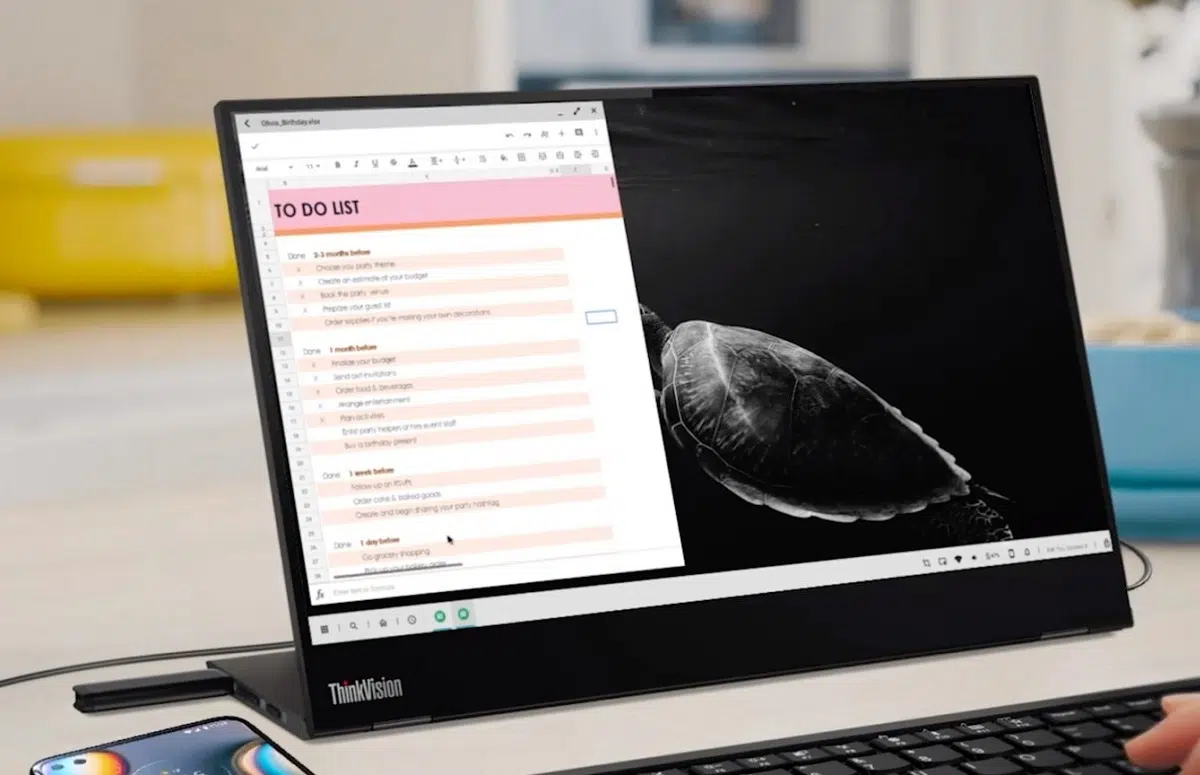 Olivia_Birthday.xlsx
Arial 11 B I U S A
TO DO LIST
Done 2-3 months before
x Choose you party theme
x Create an estimate of your budget
x Book the party venue
x Prepare your guest list
Order supplies if you're making your own decorations
Done 1 month before
x Finalize your budget
x Send out invitations
x Order food & beverages
x Arrange entertainment
x Plan activities
Enlist party helpers or hire event staff
Buy a birthday present
Done 1 week before
Follow up on RSVPs
Order cake & baked goods
Create and begin sharing your party hashtag
Done 1 day before
Go grocery shopping
Pick up your bakery order
fx Enter text or formula
ThinkVision